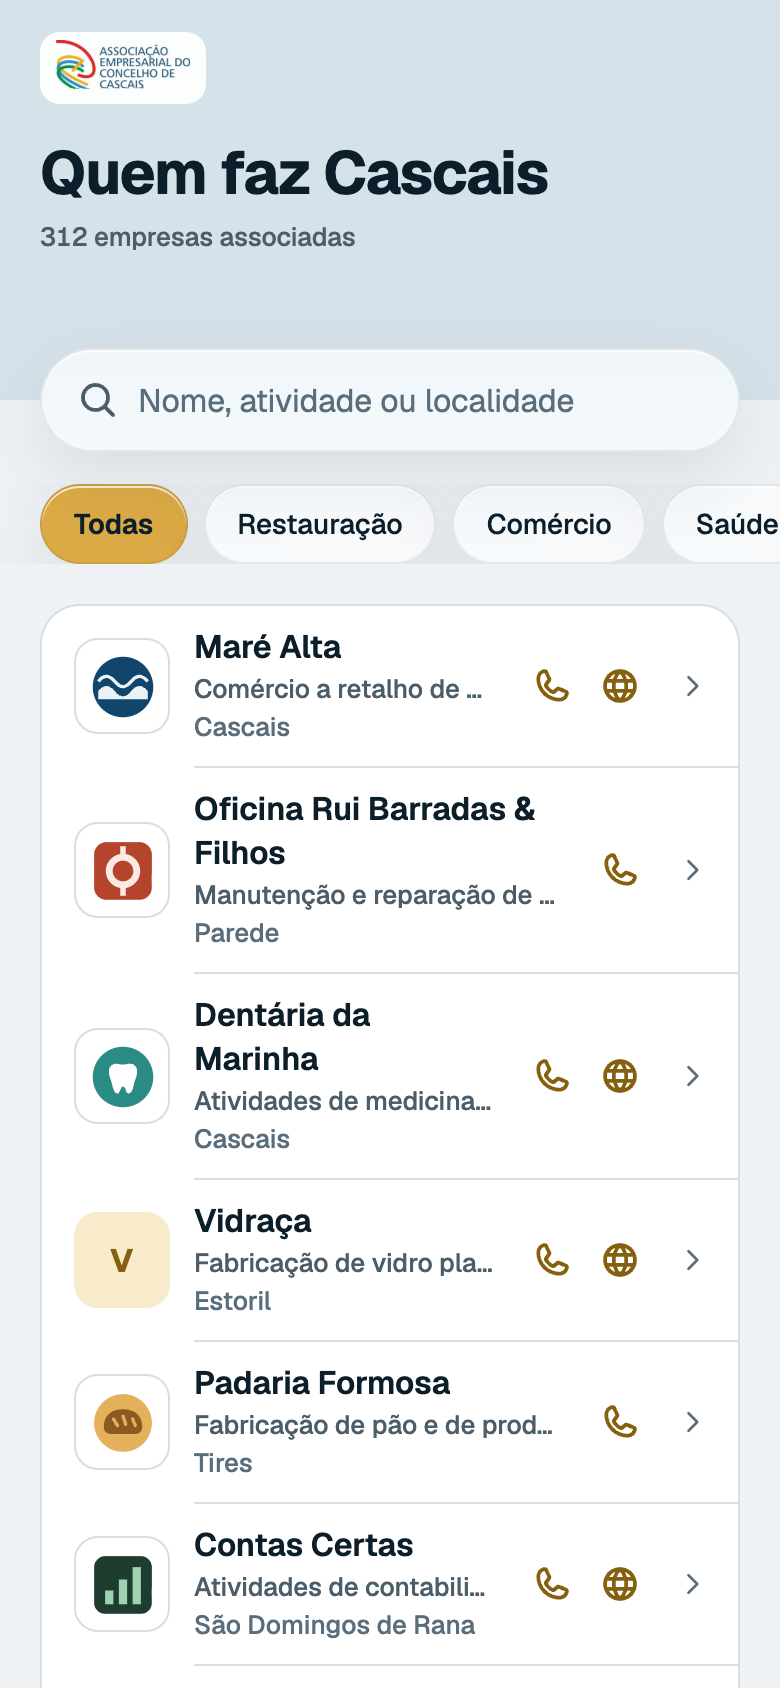 ASSOCIAÇÃO
EMPRESARIAL DO
CONCELHO DE
CASCAIS
Quem faz Cascais
312 empresas associadas
Nome, atividade ou localidade
Todas
Restauração
Comércio
Saúde
Maré Alta
Comércio a retalho de ...
Cascais
Oficina Rui Barradas &
Filhos
Manutenção e reparação de ...
Parede
Dentária da
Marinha
Atividades de medicina...
Cascais
V
Vidraça
Fabricação de vidro pla...
Estoril
Padaria Formosa
Fabricação de pão e de prod...
Tires
Contas Certas
Atividades de contabili...
São Domingos de Rana